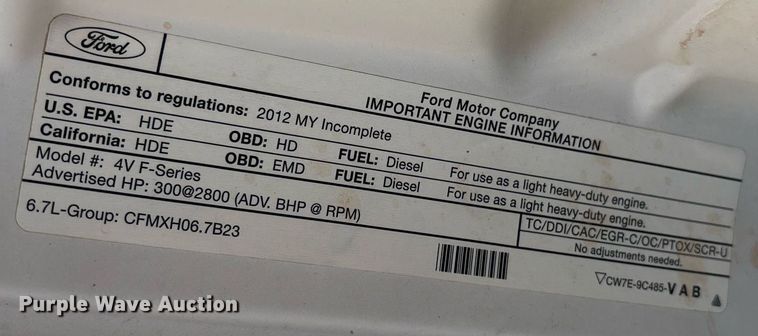 Ford
Ford Motor Company
IMPORTANT ENGINE INFORMATION
Conforms to regulations: 2012 MY Incomplete
U.S. EPA: HDE OBD: HD FUEL: Diesel For use as a light heavy-duty engine.
California: HDE OBD: EMD FUEL: Diesel For use as a light heavy-duty engine.
Model #: 4V F-Series
Advertised HP: 300@2800 (ADV. BHP @ RPM)
6.7L-Group: CFMXH06.7B23
TC/DDI/CAC/EGR-C/OC/PTOX/SCR-U
No adjustments needed.
▽CW7E-9C485-VAB
Purple Wave Auction